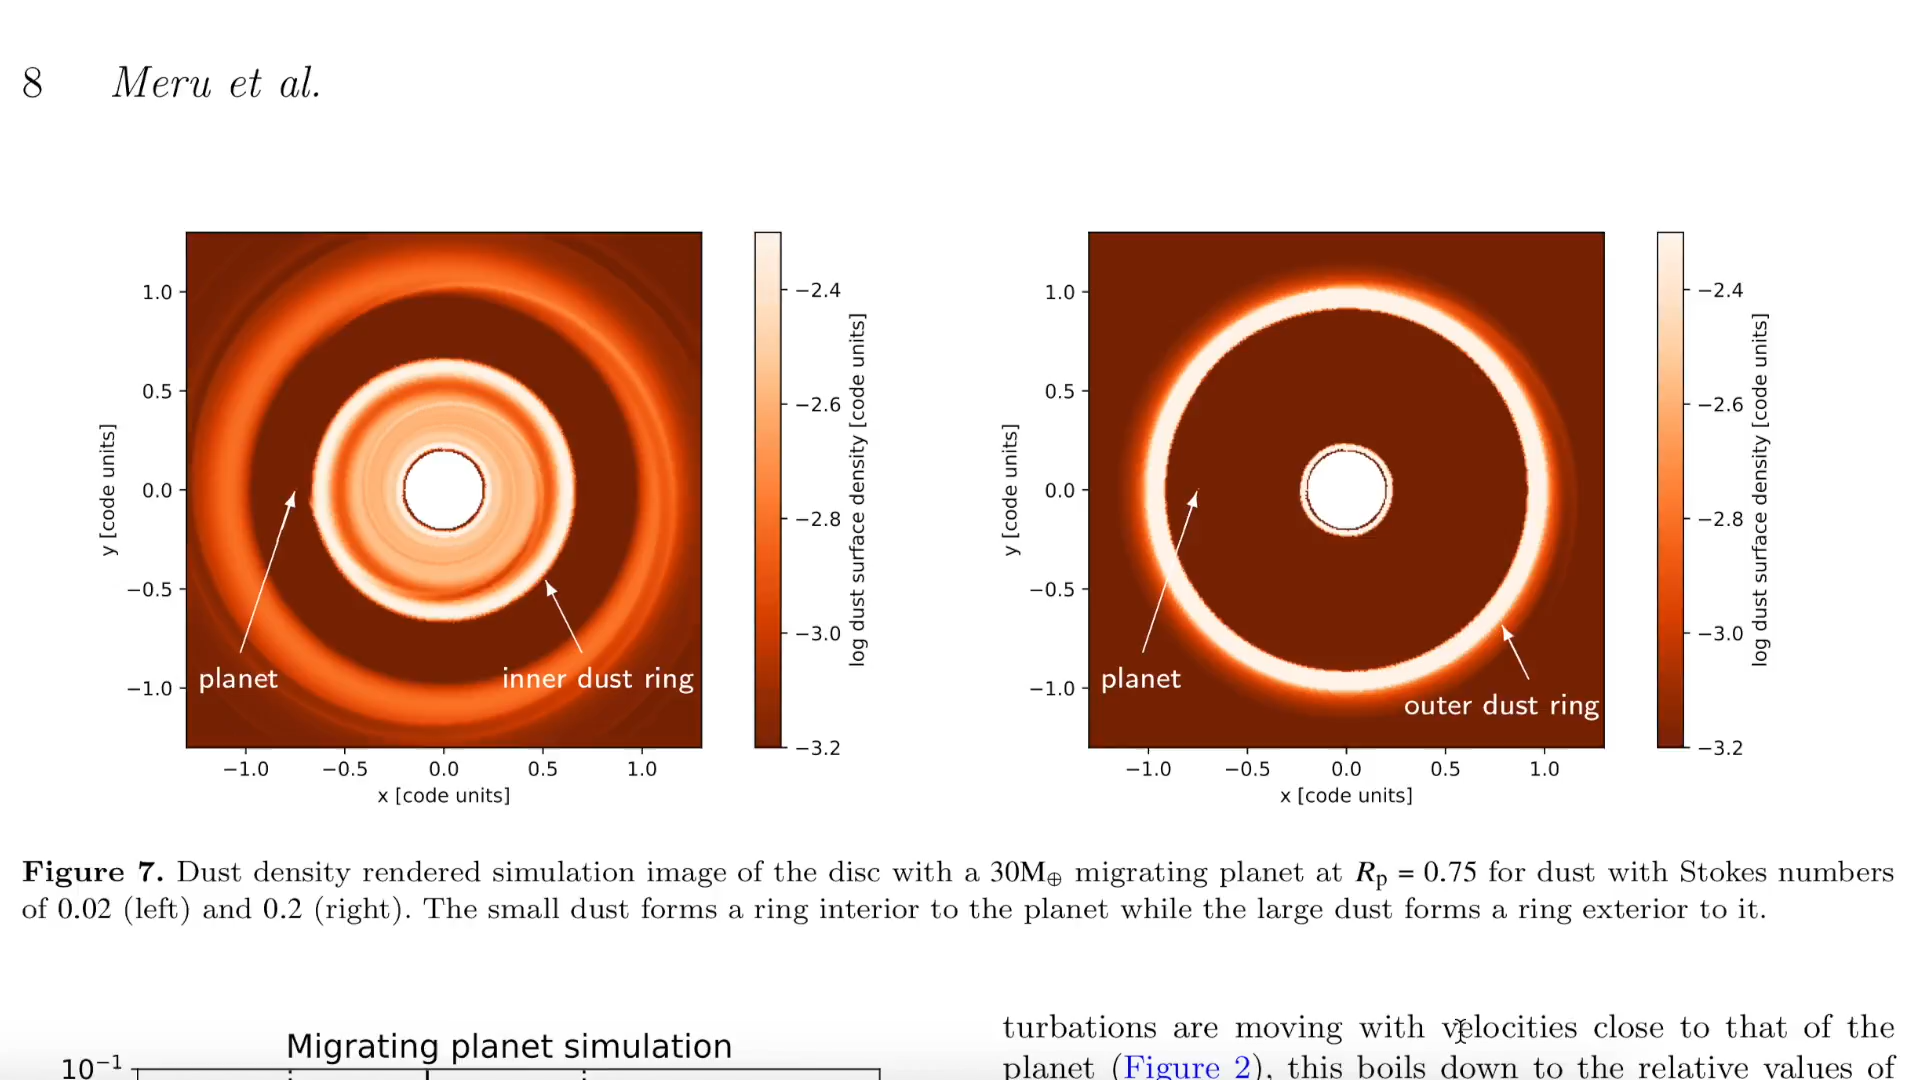 8 Meru et al.
1.0
0.5
0.0
−0.5
−1.0
y [code units]
planet
inner dust ring
−1.0 −0.5 0.0 0.5 1.0
x [code units]
−2.4
−2.6
−2.8
−3.0
−3.2
log dust surface density [code units]
1.0
0.5
0.0
−0.5
−1.0
y [code units]
planet
outer dust ring
−1.0 −0.5 0.0 0.5 1.0
x [code units]
−2.4
−2.6
−2.8
−3.0
−3.2
log dust surface density [code units]
Figure 7. Dust density rendered simulation image of the disc with a 30M⊕ migrating planet at Rp = 0.75 for dust with Stokes numbers
of 0.02 (left) and 0.2 (right). The small dust forms a ring interior to the planet while the large dust forms a ring exterior to it.
Migrating planet simulation
10⁻¹
turbations are moving with velocities close to that of the
planet (Figure 2), this boils down to the relative values of